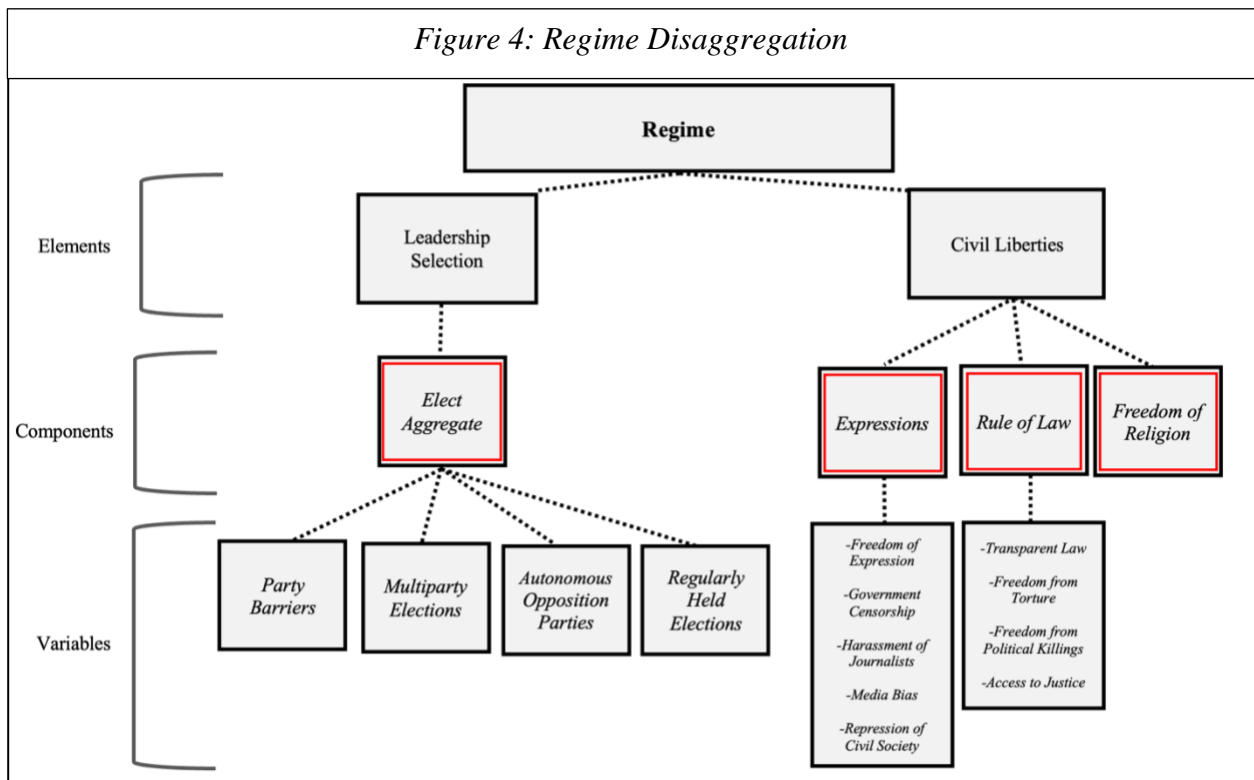 Figure 4: Regime Disaggregation
Regime
Elements
Leadership
Selection
Civil Liberties
Components
Elect
Aggregate
Expressions
Rule of Law
Freedom of
Religion
Variables
Party
Barriers
Multiparty
Elections
Autonomous
Opposition
Parties
Regularly
Held
Elections
-Freedom of
Expression
-Government
Censorship
-Harassment of
Journalists
-Media Bias
-Repression of
Civil Society
-Transparent Law
-Freedom from
Torture
-Freedom from
Political Killings
-Access to Justice